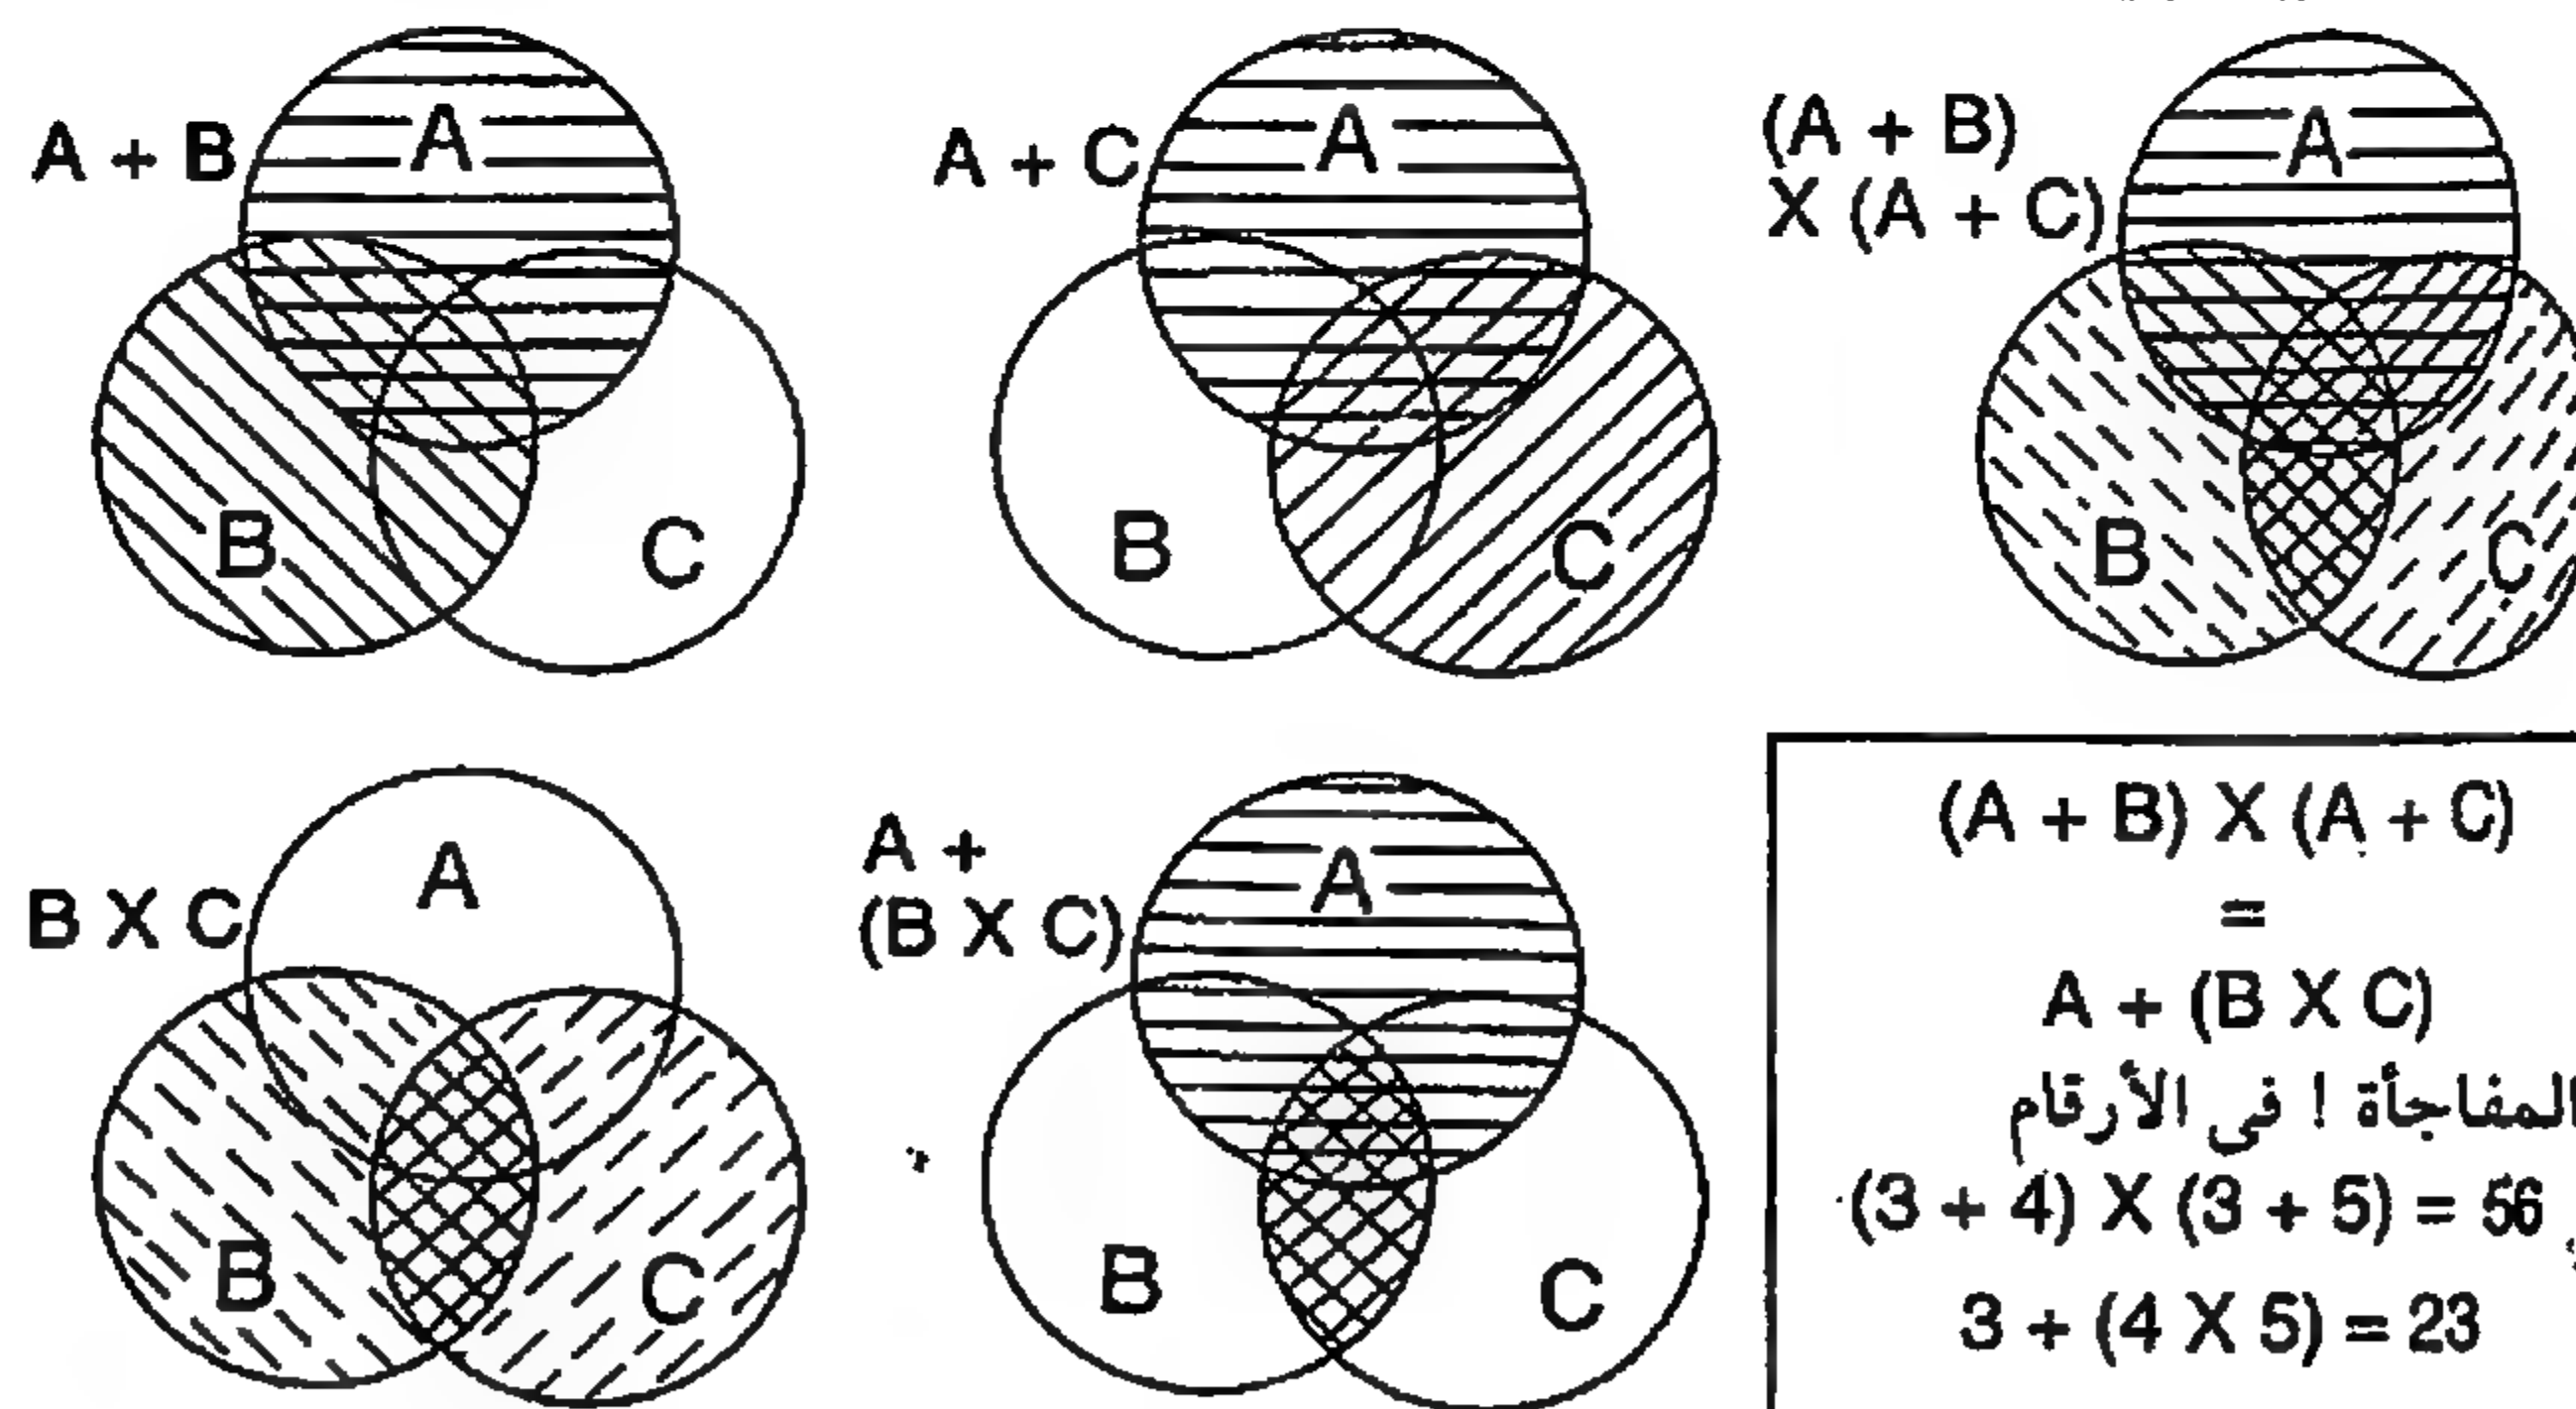 A + B
A
B
C
A + C
A
B
C
(A + B)
X (A + C)
A
B
C
B X C
A
B
C
A +
(B X C)
A
B
C
(A + B) X (A + C)
=
A + (B X C)
المفاجأة ! فى الأرقام
(3 + 4) X (3 + 5) = 56
3 + (4 X 5) = 23